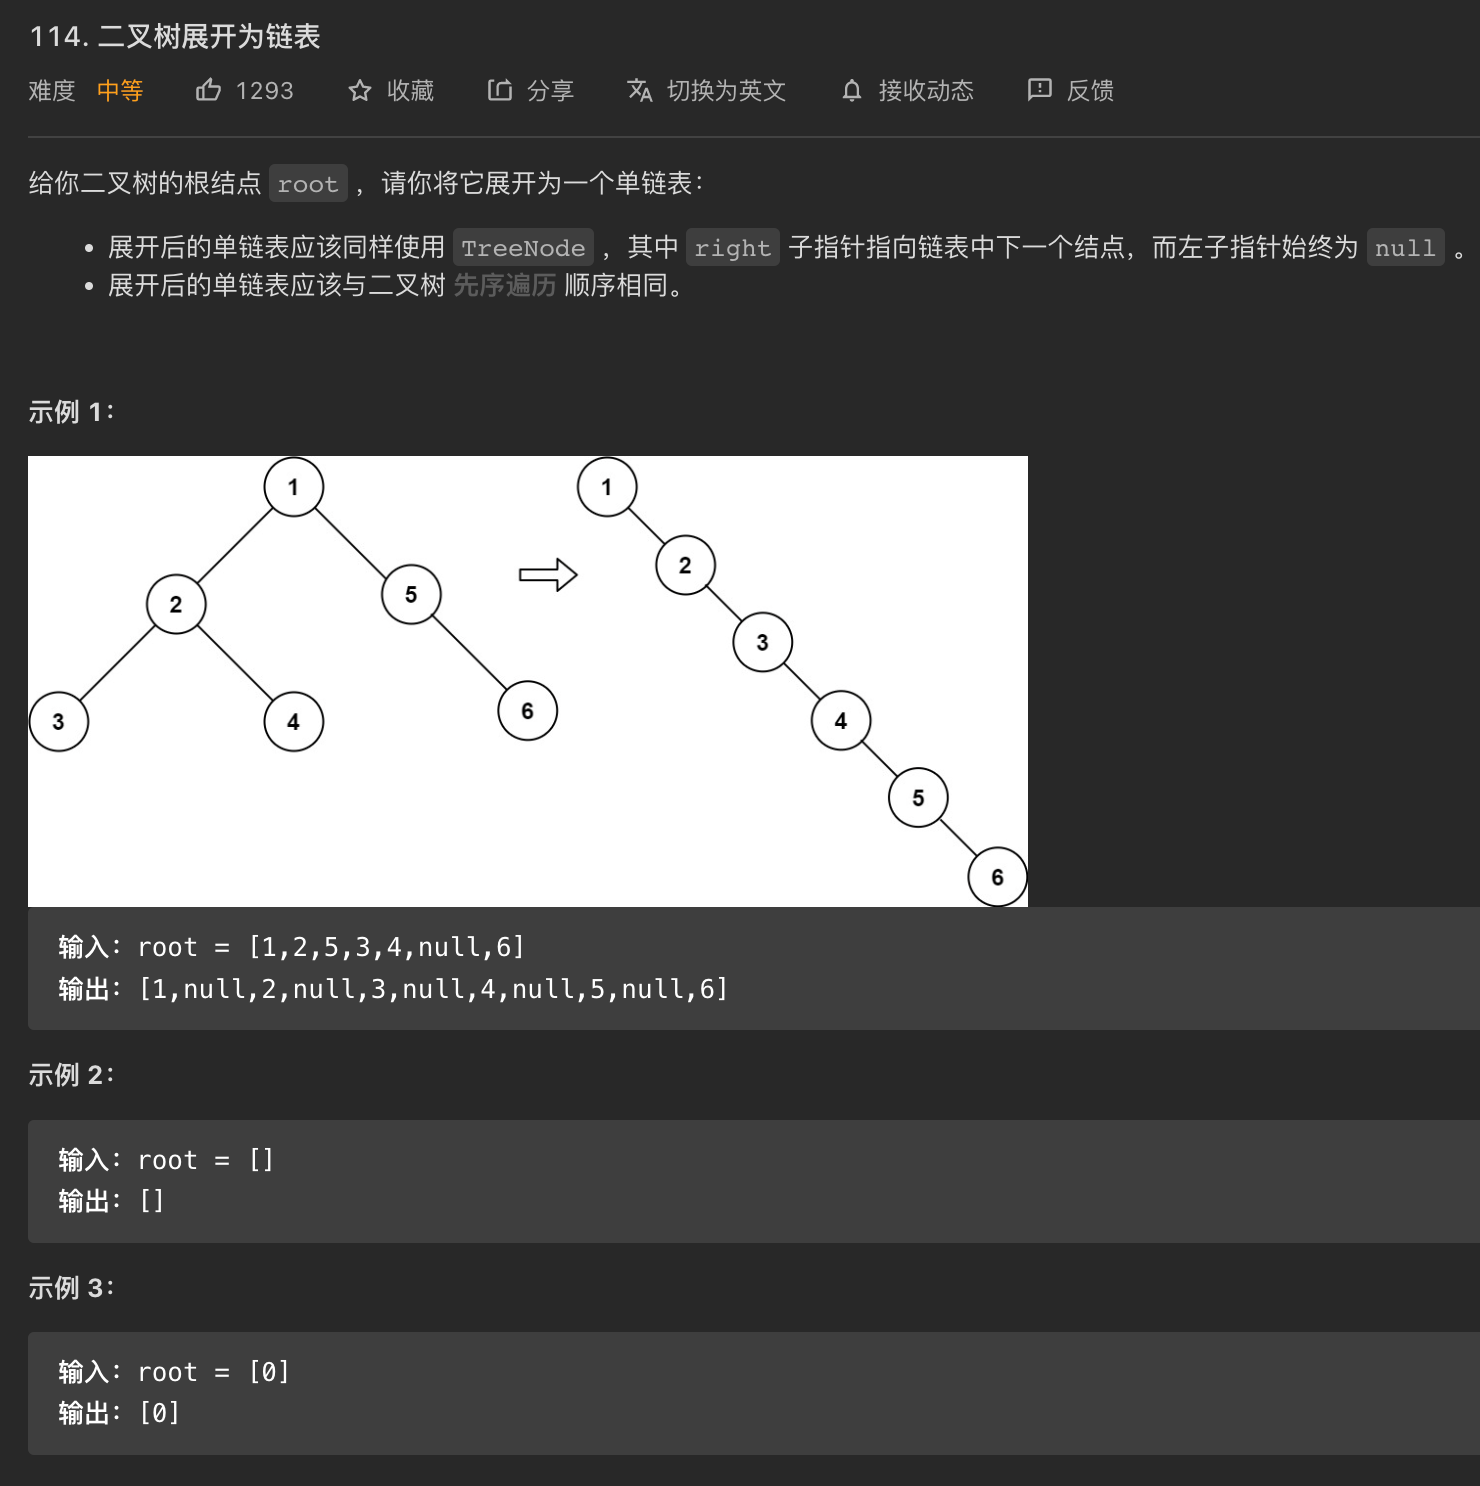 114. 二叉树展开为链表
难度 中等 1293 收藏 分享 切换为英文 接收动态 反馈
给你二叉树的根结点 root ，请你将它展开为一个单链表：
• 展开后的单链表应该同样使用 TreeNode ，其中 right 子指针指向链表中下一个结点，而左子指针始终为 null 。
• 展开后的单链表应该与二叉树 先序遍历 顺序相同。
示例 1：
1 1
2
2 5
3
3 4 6
4
5
6
输入：root = [1,2,5,3,4,null,6]
输出：[1,null,2,null,3,null,4,null,5,null,6]
示例 2：
输入：root = []
输出：[]
示例 3：
输入：root = [0]
输出：[0]